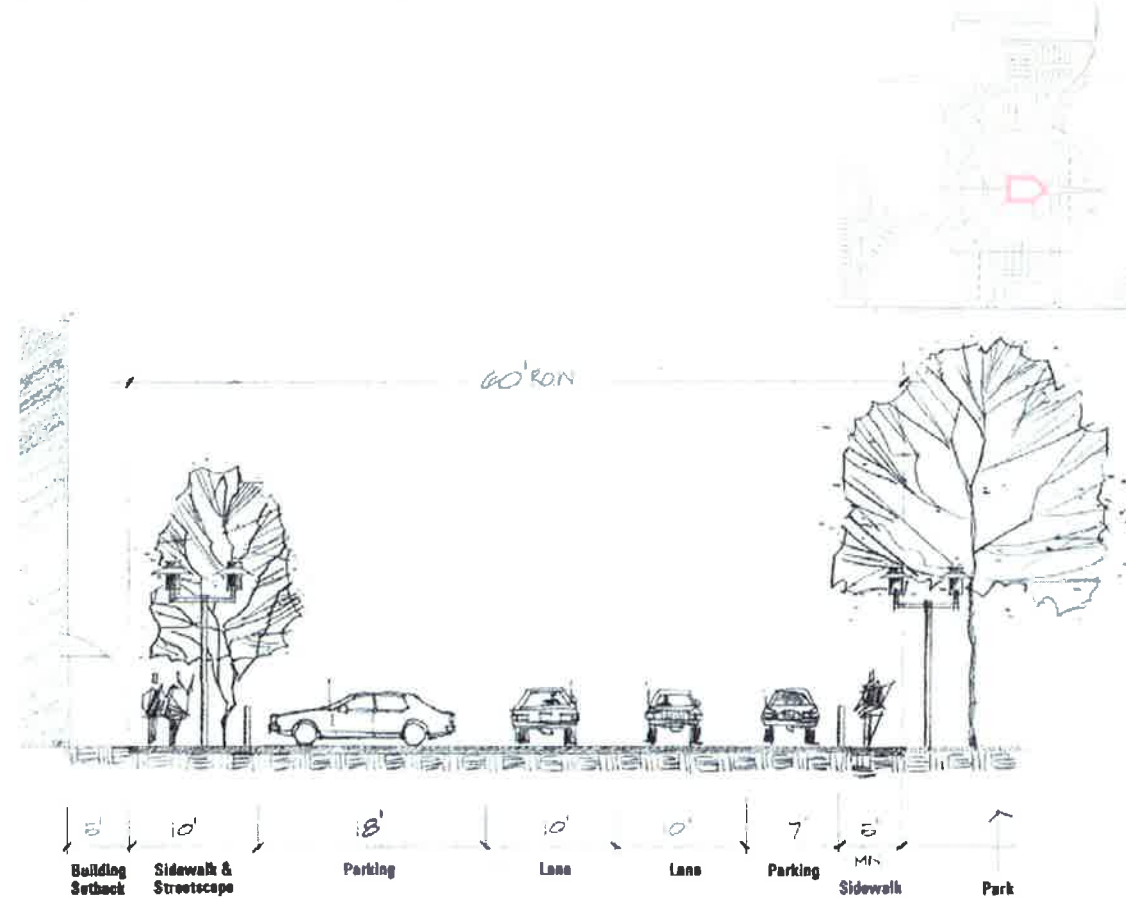 60' ROW
5' 10' 18' 10' 10' 7' 5'
MIN
Building Setback
Sidewalk & Streetscape
Parking
Lane
Lane
Parking
Sidewalk
Park